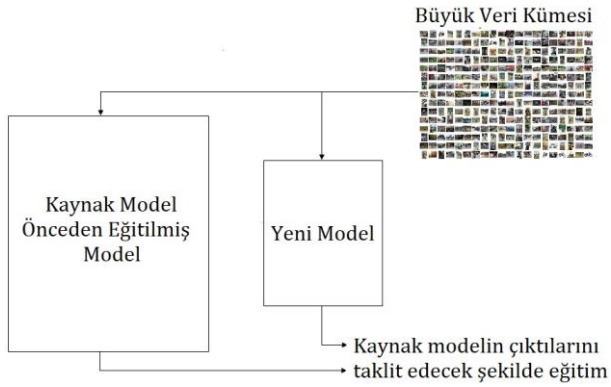 Büyük Veri Kümesi
Kaynak Model
Önceden Eğitilmiş
Model
Yeni Model
Kaynak modelin çıktılarını
taklit edecek şekilde eğitim